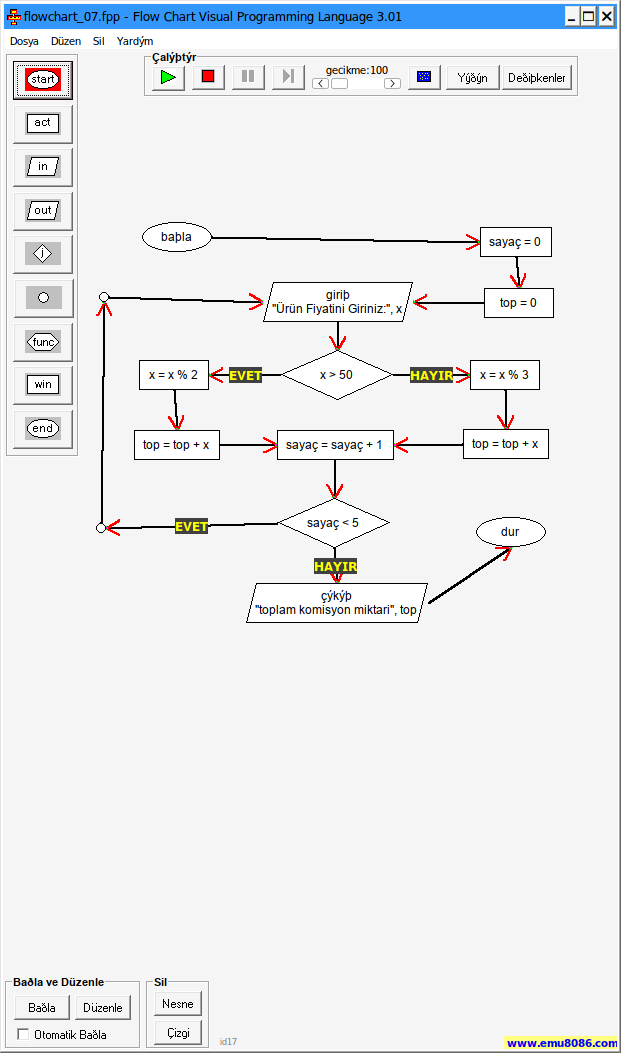 flowchart_07.fpp - Flow Chart Visual Programming Language 3.01
Dosya Düzen Sil Yardým
Çalýþtýr
gecikme:100
Yýðýn
Deðiþkenler
start
act
in
out
i
func
win
end
baþla
sayaç = 0
top = 0
giriþ
"Ürün Fiyatini Giriniz:", x
x = x % 2
EVET
x > 50
HAYIR
x = x % 3
top = top + x
sayaç = sayaç + 1
top = top + x
EVET
sayaç < 5
HAYIR
dur
çýkýþ
"toplam komisyon miktari", top
Baðla ve Düzenle
Baðla
Düzenle
Otomatik Baðla
Sil
Nesne
Çizgi
id17
www.emu8086.com